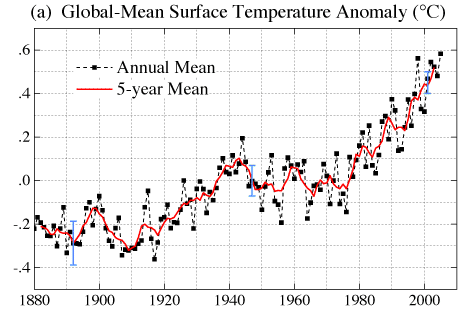 (a) Global-Mean Surface Temperature Anomaly (°C)
.6
Annual Mean
5-year Mean
.4
.2
.0
-.2
-.4
1880 1900 1920 1940 1960 1980 2000